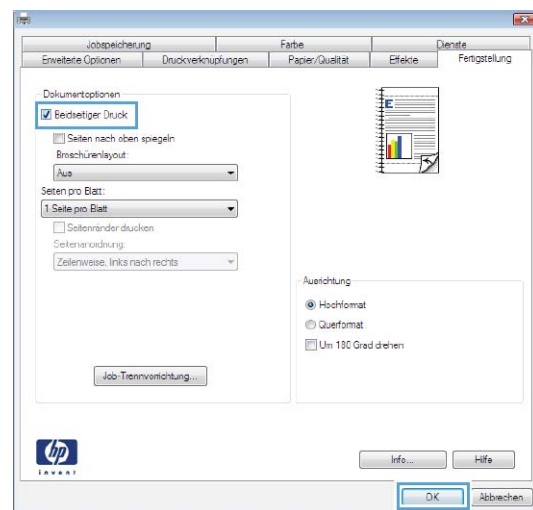 Jobspeicherung Farbe Dienste
Erweiterte Optionen Druckverknüpfungen Papier/Qualität Effekte Fertigstellung
Dokumentoptionen
Beidseitiger Druck
Seiten nach oben spiegeln
Broschürenlayout:
Aus
Seiten pro Blatt:
1 Seite pro Blatt
Seitenränder drucken
Seitenanordnung:
Zeilenweise, links nach rechts
Job-Trennvorrichtung...
E
Ausrichtung
Hochformat
Querformat
Um 180 Grad drehen
hp
invent
Info... Hilfe
OK Abbrechen